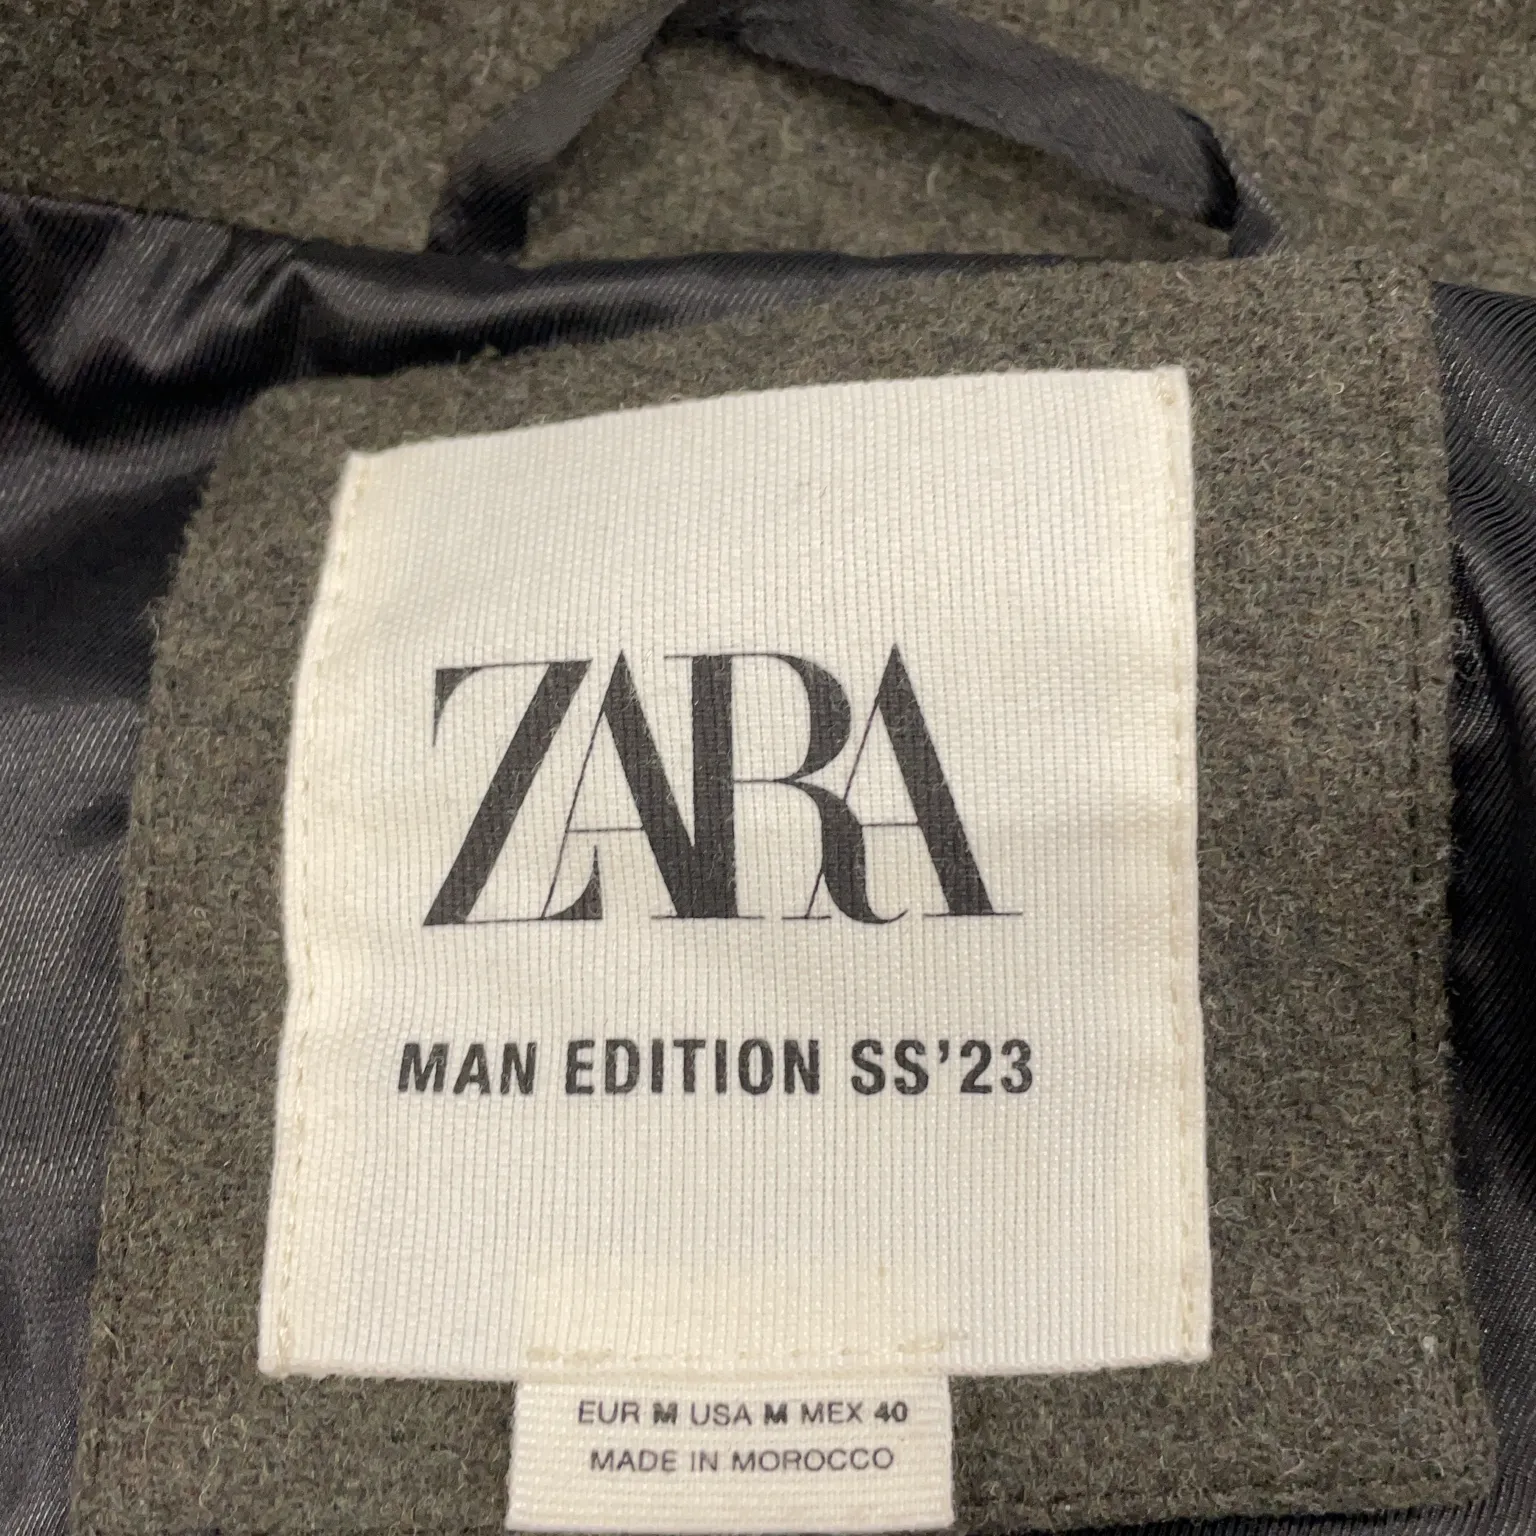 ZARA
MAN EDITION SS'23
EUR M USA M MEX 40
MADE IN MOROCCO